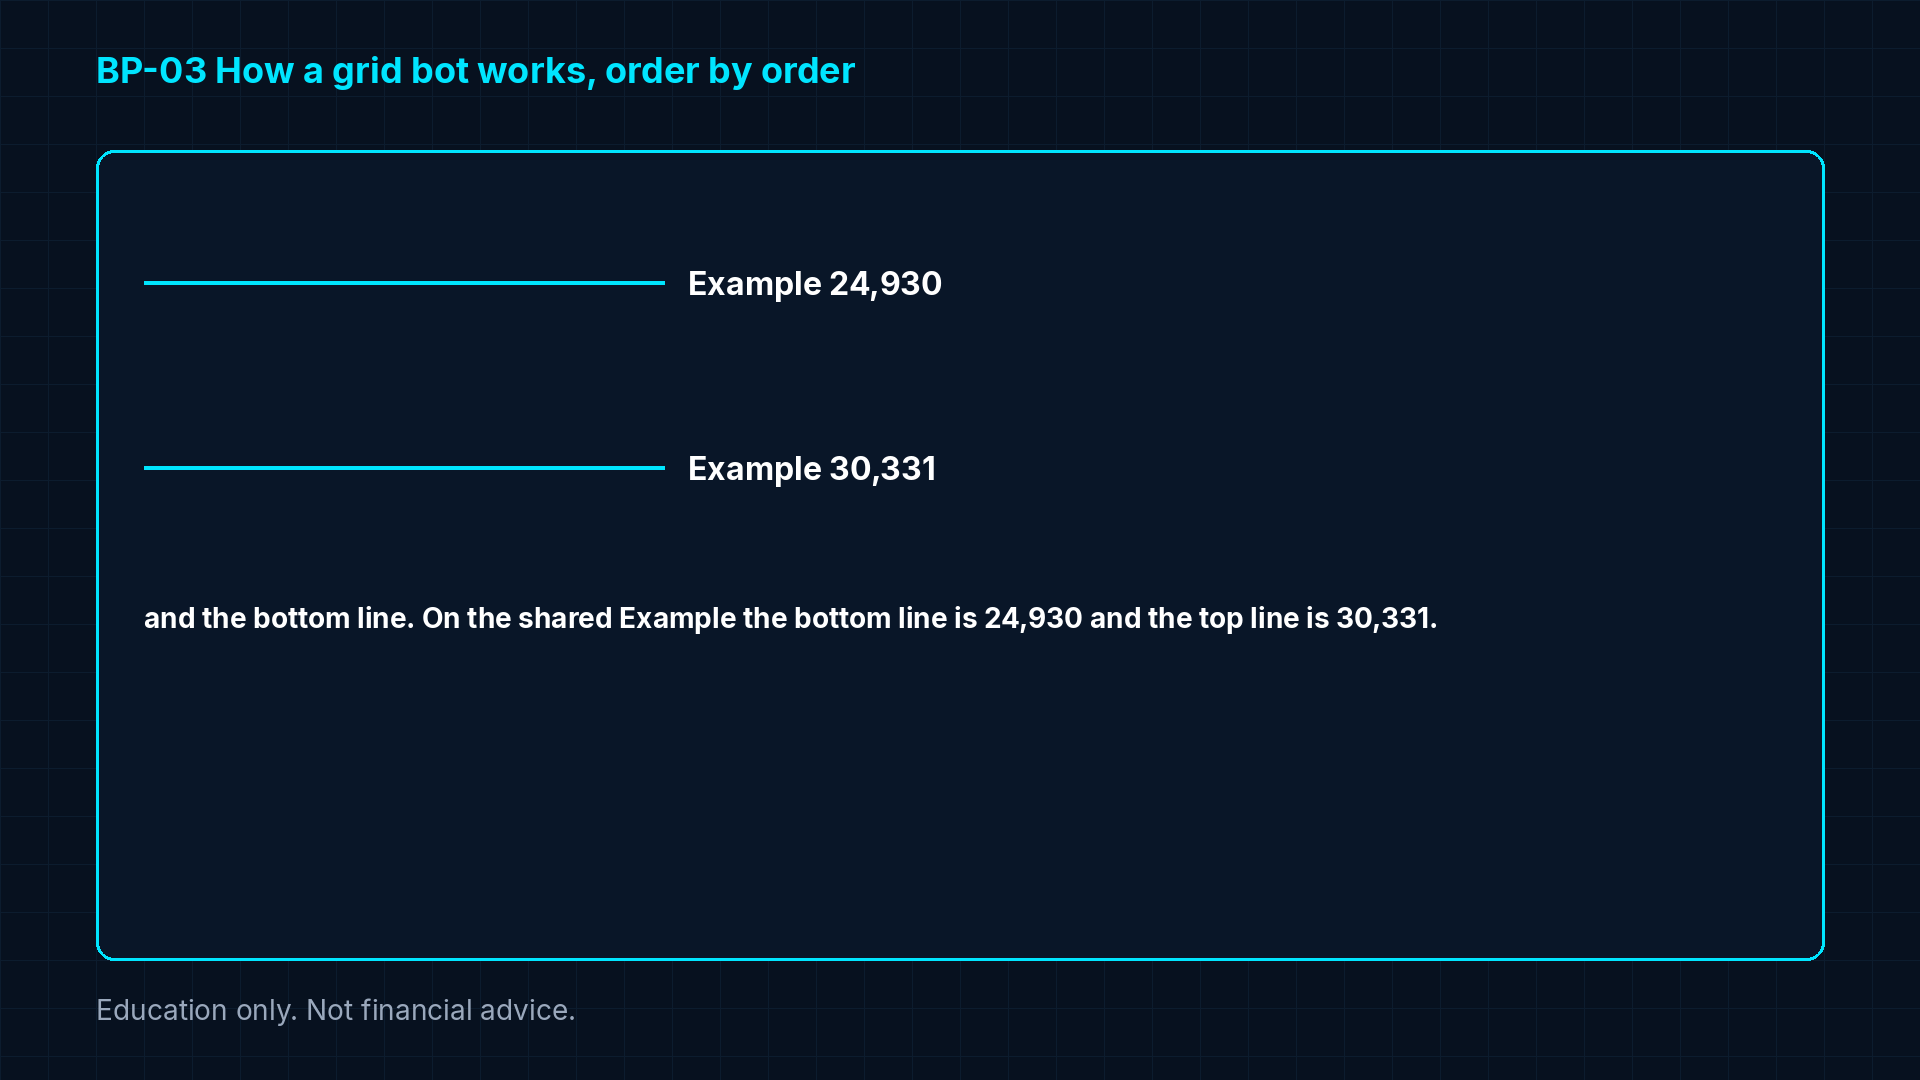 BP-03 How a grid bot works, order by order
Example 24,930
Example 30,331
and the bottom line. On the shared Example the bottom line is 24,930 and the top line is 30,331.
Education only. Not financial advice.